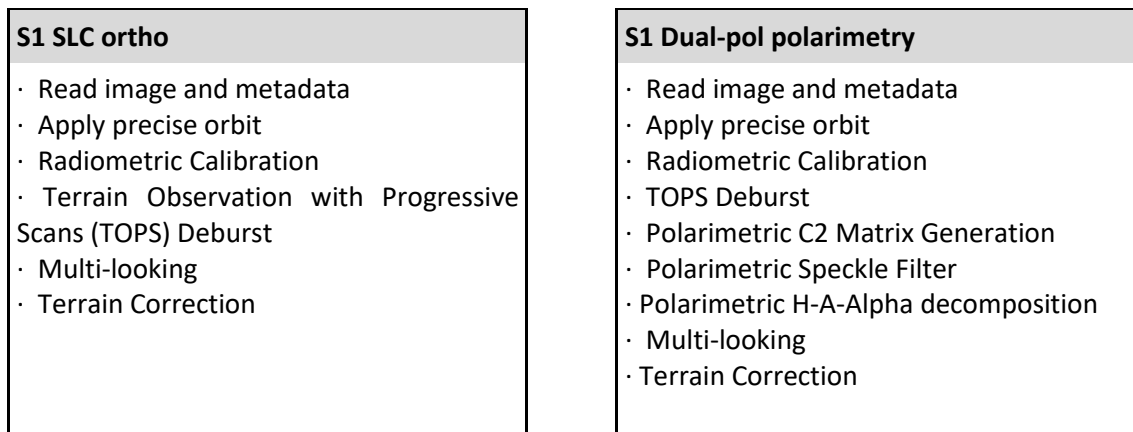 S1 SLC ortho
· Read image and metadata
· Apply precise orbit
· Radiometric Calibration
· Terrain Observation with Progressive
Scans (TOPS) Deburst
· Multi-looking
· Terrain Correction
S1 Dual-pol polarimetry
· Read image and metadata
· Apply precise orbit
· Radiometric Calibration
· TOPS Deburst
· Polarimetric C2 Matrix Generation
· Polarimetric Speckle Filter
· Polarimetric H-A-Alpha decomposition
· Multi-looking
· Terrain Correction